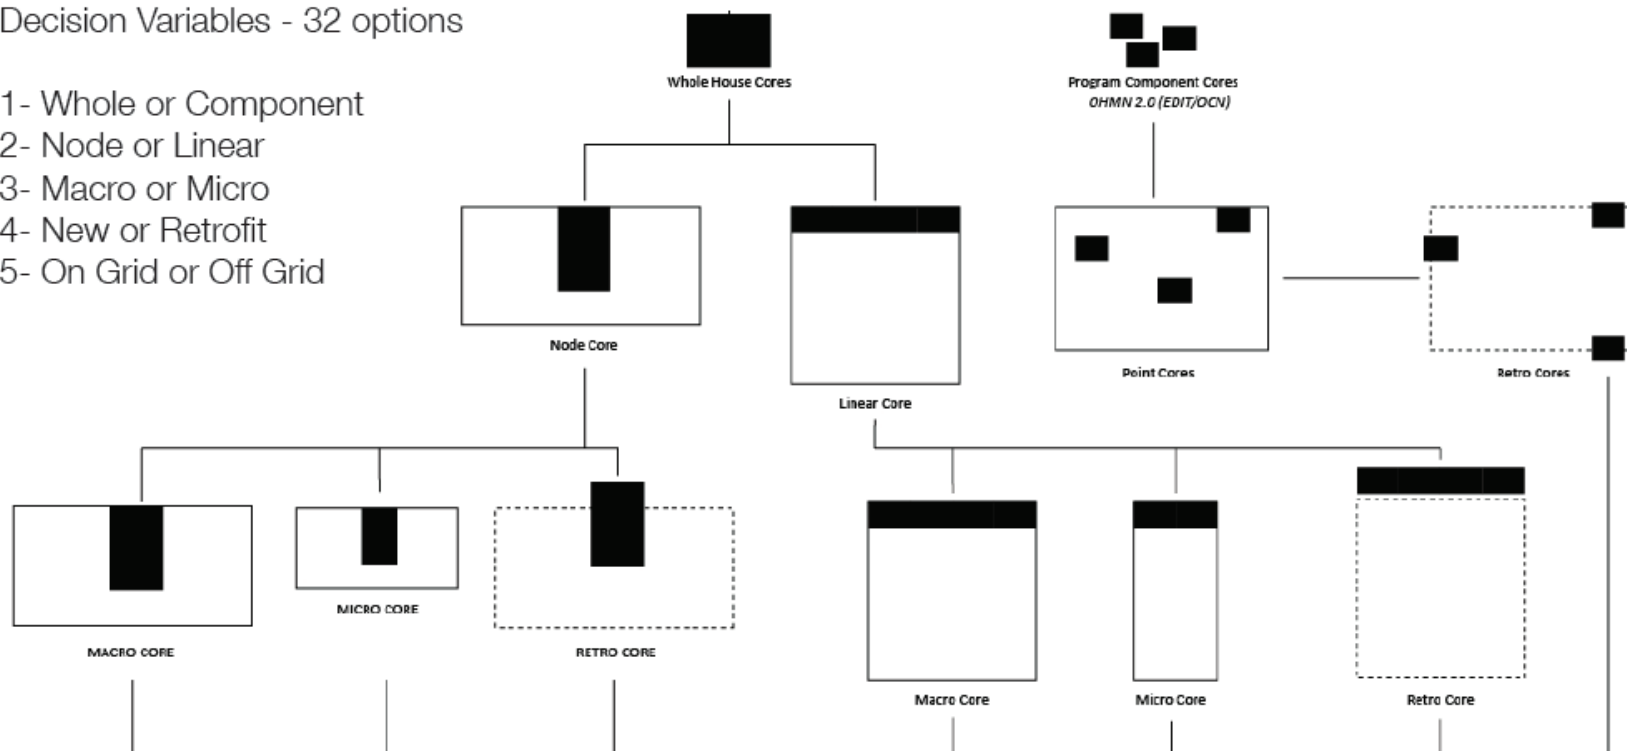 Decision Variables - 32 options
1- Whole or Component
2- Node or Linear
3- Macro or Micro
4- New or Retrofit
5- On Grid or Off Grid
Whole House Cores
Program Component Cores
OHMN 2.0 (EDIT/OCN)
Node Core
Linear Core
Point Cores
Retro Cores
MACRO CORE
MICRO CORE
RETRO CORE
Macro Core
Micro Core
Retro Core